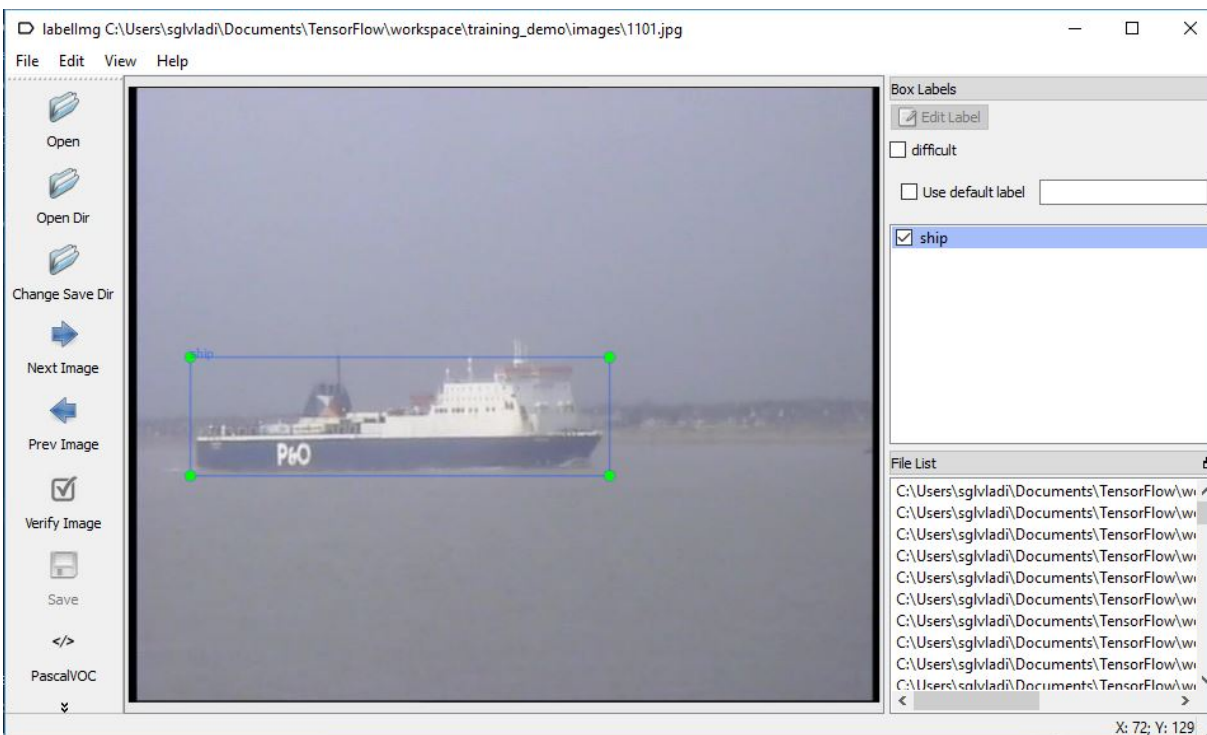 labelImg C:\Users\sglvladi\Documents\TensorFlow\workspace\training_demo\images\1101.jpg
File Edit View Help
Open
Open Dir
Change Save Dir
Next Image
Prev Image
Verify Image
Save
</>
PascalVOC
ship
P&O
Box Labels
Edit Label
difficult
Use default label
ship
File List
C:\Users\sglvladi\Documents\TensorFlow\w
C:\Users\sglvladi\Documents\TensorFlow\w
C:\Users\sglvladi\Documents\TensorFlow\w
C:\Users\sglvladi\Documents\TensorFlow\w
C:\Users\sglvladi\Documents\TensorFlow\w
C:\Users\sglvladi\Documents\TensorFlow\w
C:\Users\sglvladi\Documents\TensorFlow\w
C:\Users\sglvladi\Documents\TensorFlow\w
C:\Users\sglvladi\Documents\TensorFlow\w
C:\Users\sglvladi\Documents\TensorFlow\w
X: 72; Y: 129